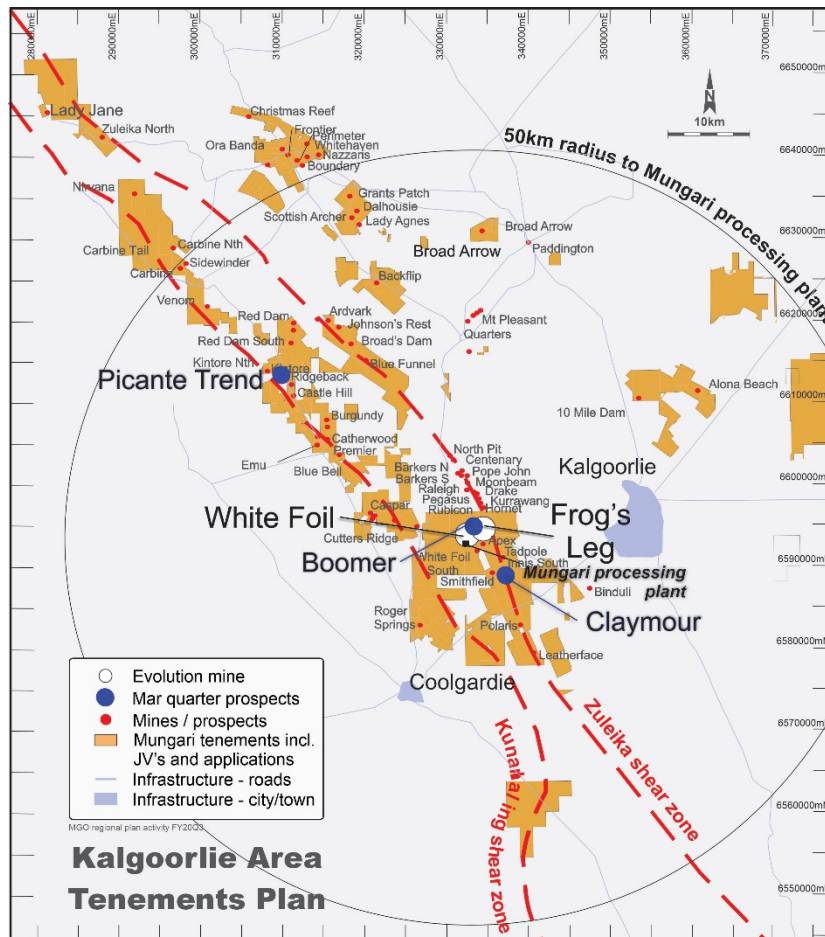 280000mE
290000mE
300000mE
310000mE
320000mE
330000mE
340000mE
350000mE
360000mE
370000mE
6650000mN
6640000mN
6630000mN
6620000mN
6610000mN
6600000mN
6590000mN
6580000mN
6570000mN
6560000mN
6550000mN
N
10km
50km radius to Mungari processing plant
Lady Jane
Zuleika North
Christmas Reef
Frontier
Perimeter
Ora Banda
Whitehaven
Nazzaris
Boundary
Nirvana
Grants Patch
Dalhousie
Scottish Archer
Lady Agnes
Broad Arrow
Broad Arrow
Paddington
Carbine Tail
Carbine Nth
Carbine
Sidewinder
Backflip
Venom
Red Dam
Ardvark
Johnson's Rest
Red Dam South
Broad's Dam
Mt Pleasant
Quarters
Kintore Nth
Kintore
Blue Funnel
Picante Trend
Ridgeback
Castle Hill
Alona Beach
10 Mile Dam
Burgundy
Catherwood
Premier
Emu
Blue Bell
North Pit
Centenary
Barkers N
Pope John
Barkers S
Moonbeam
Kalgoorlie
Raleigh
Drake
Pegasus
Kurrawang
Rubicon
Hornet
Caspar
White Foil
Frog's
Leg
Cutters Ridge
Boomer
Apex
White Foil
South
Tadpole
Innis South
Mungari processing
plant
Smithfield
Binduli
Claymour
Roger
Springs
Polaris
Leatherface
Coolgardie
Kunanalling shear zone
Zuleika shear zone
Evolution mine
Mar quarter prospects
Mines / prospects
Mungari tenements incl.
JV's and applications
Infrastructure - roads
Infrastructure - city/town
MGO regional plan activity FY20Q3
Kalgoorlie Area
Tenements Plan